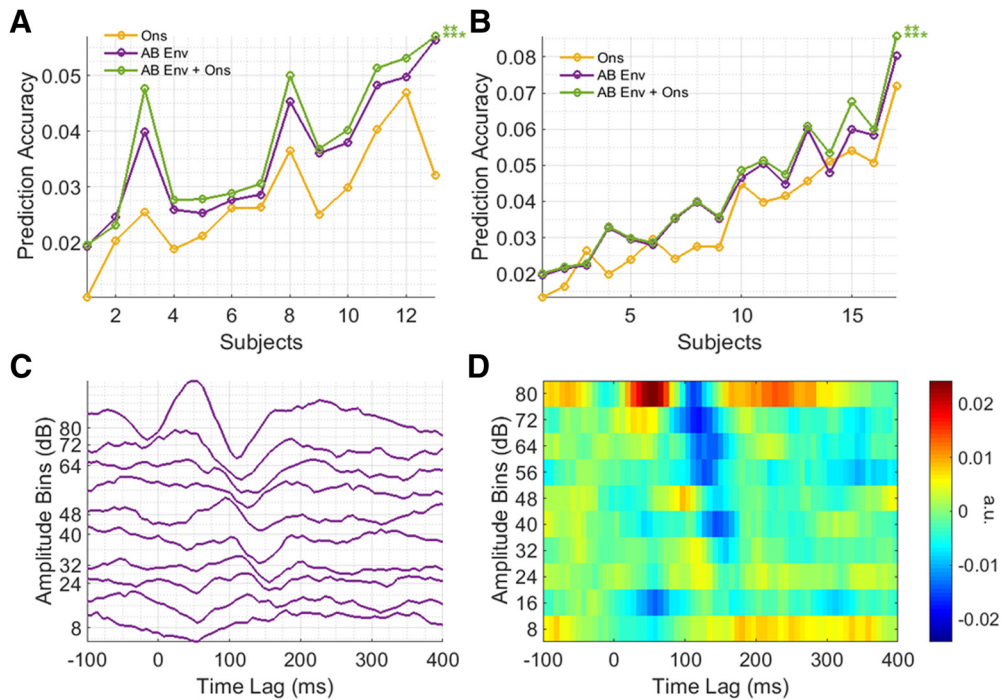 A
Ons
AB Env
AB Env + Ons
**
***
0.05
0.04
0.03
0.02
Prediction Accuracy
2 4 6 8 10 12
Subjects
B
Ons
AB Env
AB Env + Ons
**
***
0.08
0.07
0.06
0.05
0.04
0.03
0.02
Prediction Accuracy
5 10 15
Subjects
C
80
72
64
48
40
32
24
8
Amplitude Bins (dB)
-100 0 100 200 300 400
Time Lag (ms)
D
80
72
64
56
48
40
32
24
16
8
Amplitude Bins (dB)
-100 0 100 200 300 400
Time Lag (ms)
0.02
0.01
0
-0.01
-0.02
a.u.